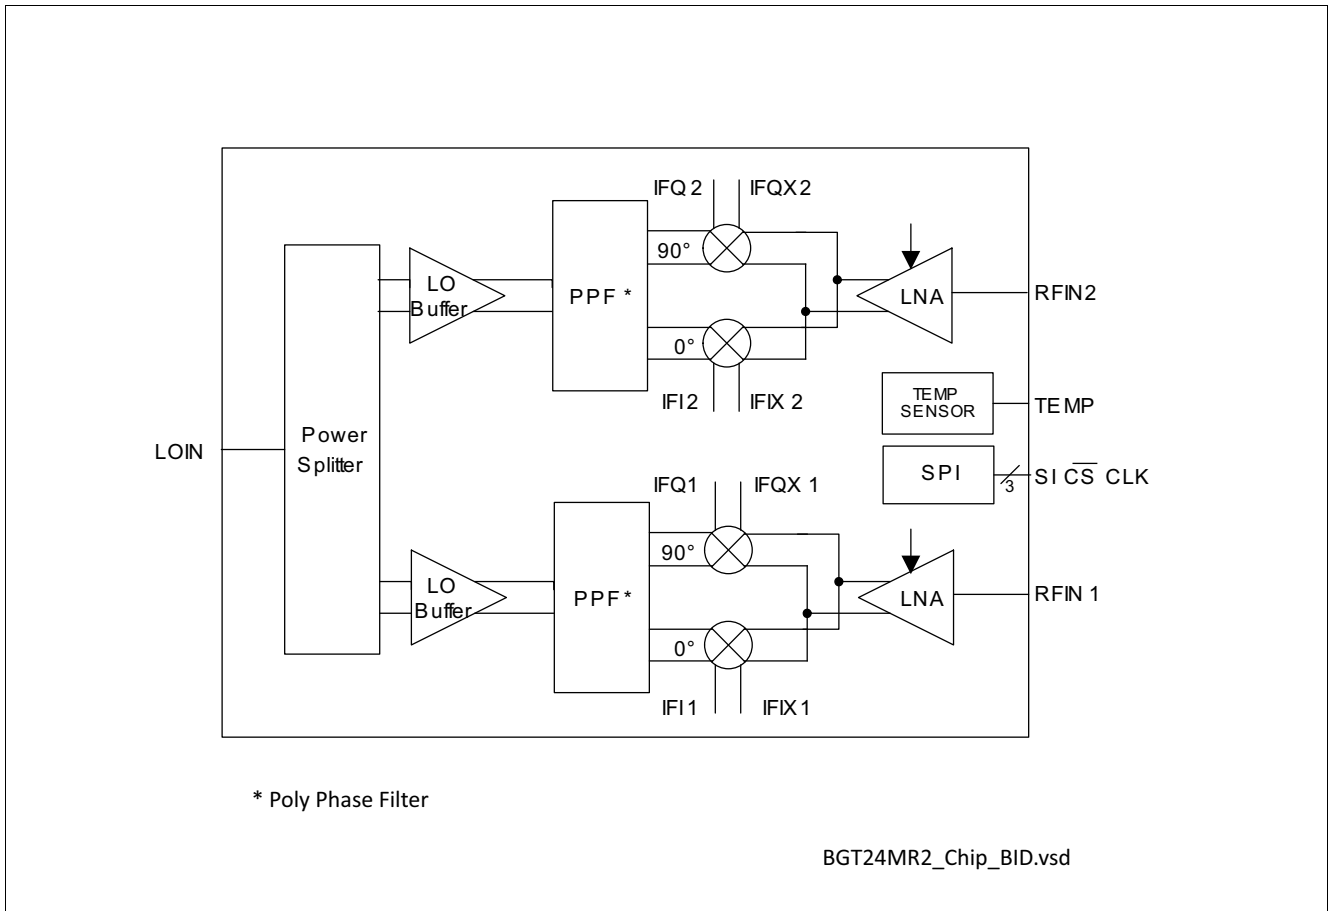 IFQ 2 IFQX 2
90°
LO
Buffer
PPF *
LNA
RFIN2
0°
IFI 2 IFIX 2
TEMP
SENSOR
TEMP
LOIN
Power
Splitter
SPI
3
SI C̅S̅ CLK
IFQ1 IFQX 1
90°
LO
Buffer
PPF *
LNA
RFIN 1
0°
IFI 1 IFIX 1
* Poly Phase Filter
BGT24MR2_Chip_BID.vsd